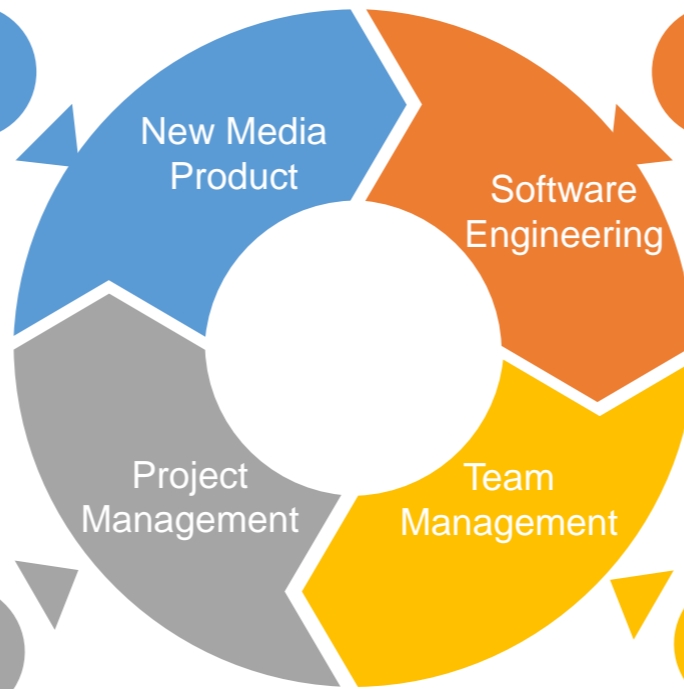 New Media
Product
Software
Engineering
Project
Management
Team
Management